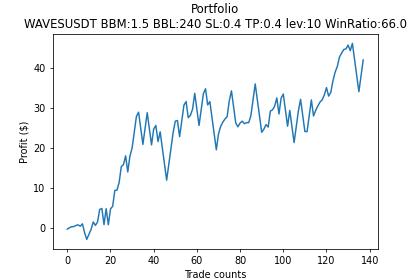 Portfolio
WAVESUSDT BBM:1.5 BBL:240 SL:0.4 TP:0.4 lev:10 WinRatio:66.0
Profit ($)
40
30
20
10
0
0 20 40 60 80 100 120 140
Trade counts